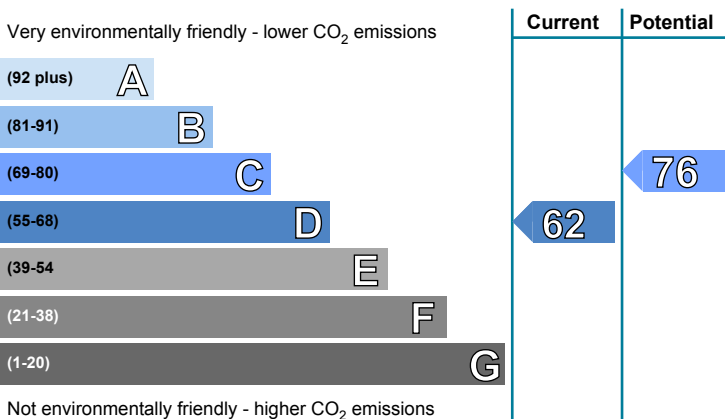 Very environmentally friendly - lower CO2 emissions
Current
Potential
(92 plus) A
(81-91) B
(69-80) C
76
(55-68) D
62
(39-54 E
(21-38) F
(1-20) G
Not environmentally friendly - higher CO2 emissions